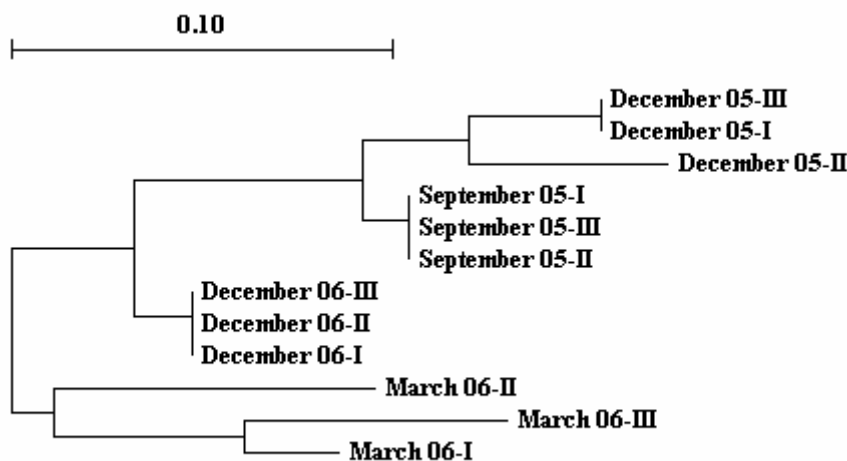 0.10
December 05-III
December 05-I
December 05-II
September 05-I
September 05-III
September 05-II
December 06-III
December 06-II
December 06-I
March 06-II
March 06-III
March 06-I